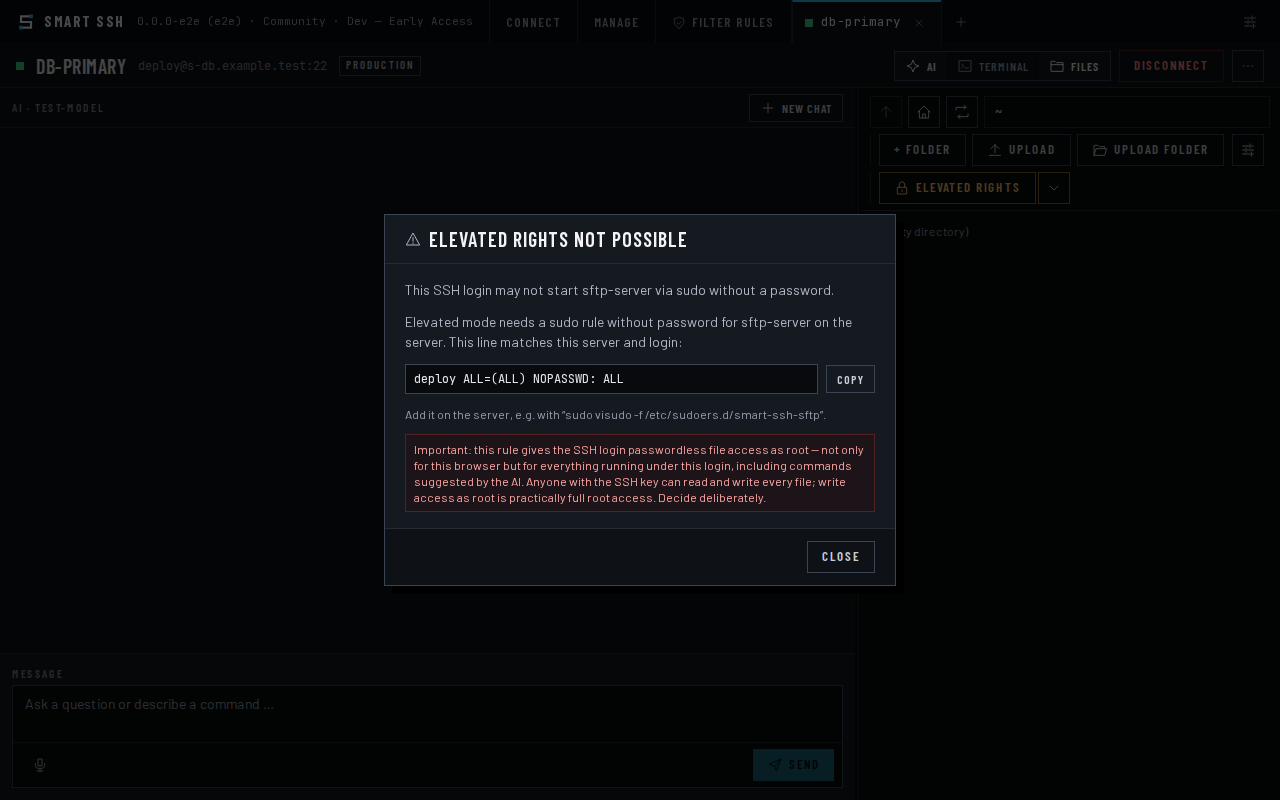 SMART SSH 0.0.0-e2e (e2e) · Community · Dev — Early Access CONNECT MANAGE FILTER RULES db-primary × +
DB-PRIMARY deploy@s-db.example.test:22 PRODUCTION AI TERMINAL FILES DISCONNECT ···
AI · TEST-MODEL + NEW CHAT
~
+ FOLDER UPLOAD UPLOAD FOLDER
ELEVATED RIGHTS
ty directory)
ELEVATED RIGHTS NOT POSSIBLE
This SSH login may not start sftp-server via sudo without a password.
Elevated mode needs a sudo rule without password for sftp-server on the
server. This line matches this server and login:
deploy ALL=(ALL) NOPASSWD: ALL
COPY
Add it on the server, e.g. with “sudo visudo -f /etc/sudoers.d/smart-ssh-sftp”.
Important: this rule gives the SSH login passwordless file access as root — not only
for this browser but for everything running under this login, including commands
suggested by the AI. Anyone with the SSH key can read and write every file; write
access as root is practically full root access. Decide deliberately.
CLOSE
MESSAGE
Ask a question or describe a command ...
SEND